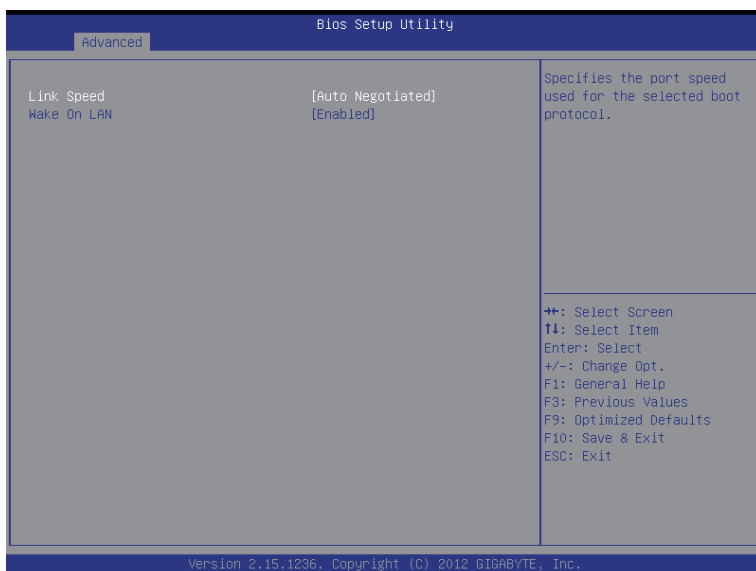 Bios Setup Utility
Advanced
Link Speed [Auto Negotiated]
Wake On LAN [Enabled]
Specifies the port speed
used for the selected boot
protocol.
→←: Select Screen
↑↓: Select Item
Enter: Select
+/-: Change Opt.
F1: General Help
F3: Previous Values
F9: Optimized Defaults
F10: Save & Exit
ESC: Exit
Version 2.15.1236. Copyright (C) 2012 GIGABYTE, Inc.